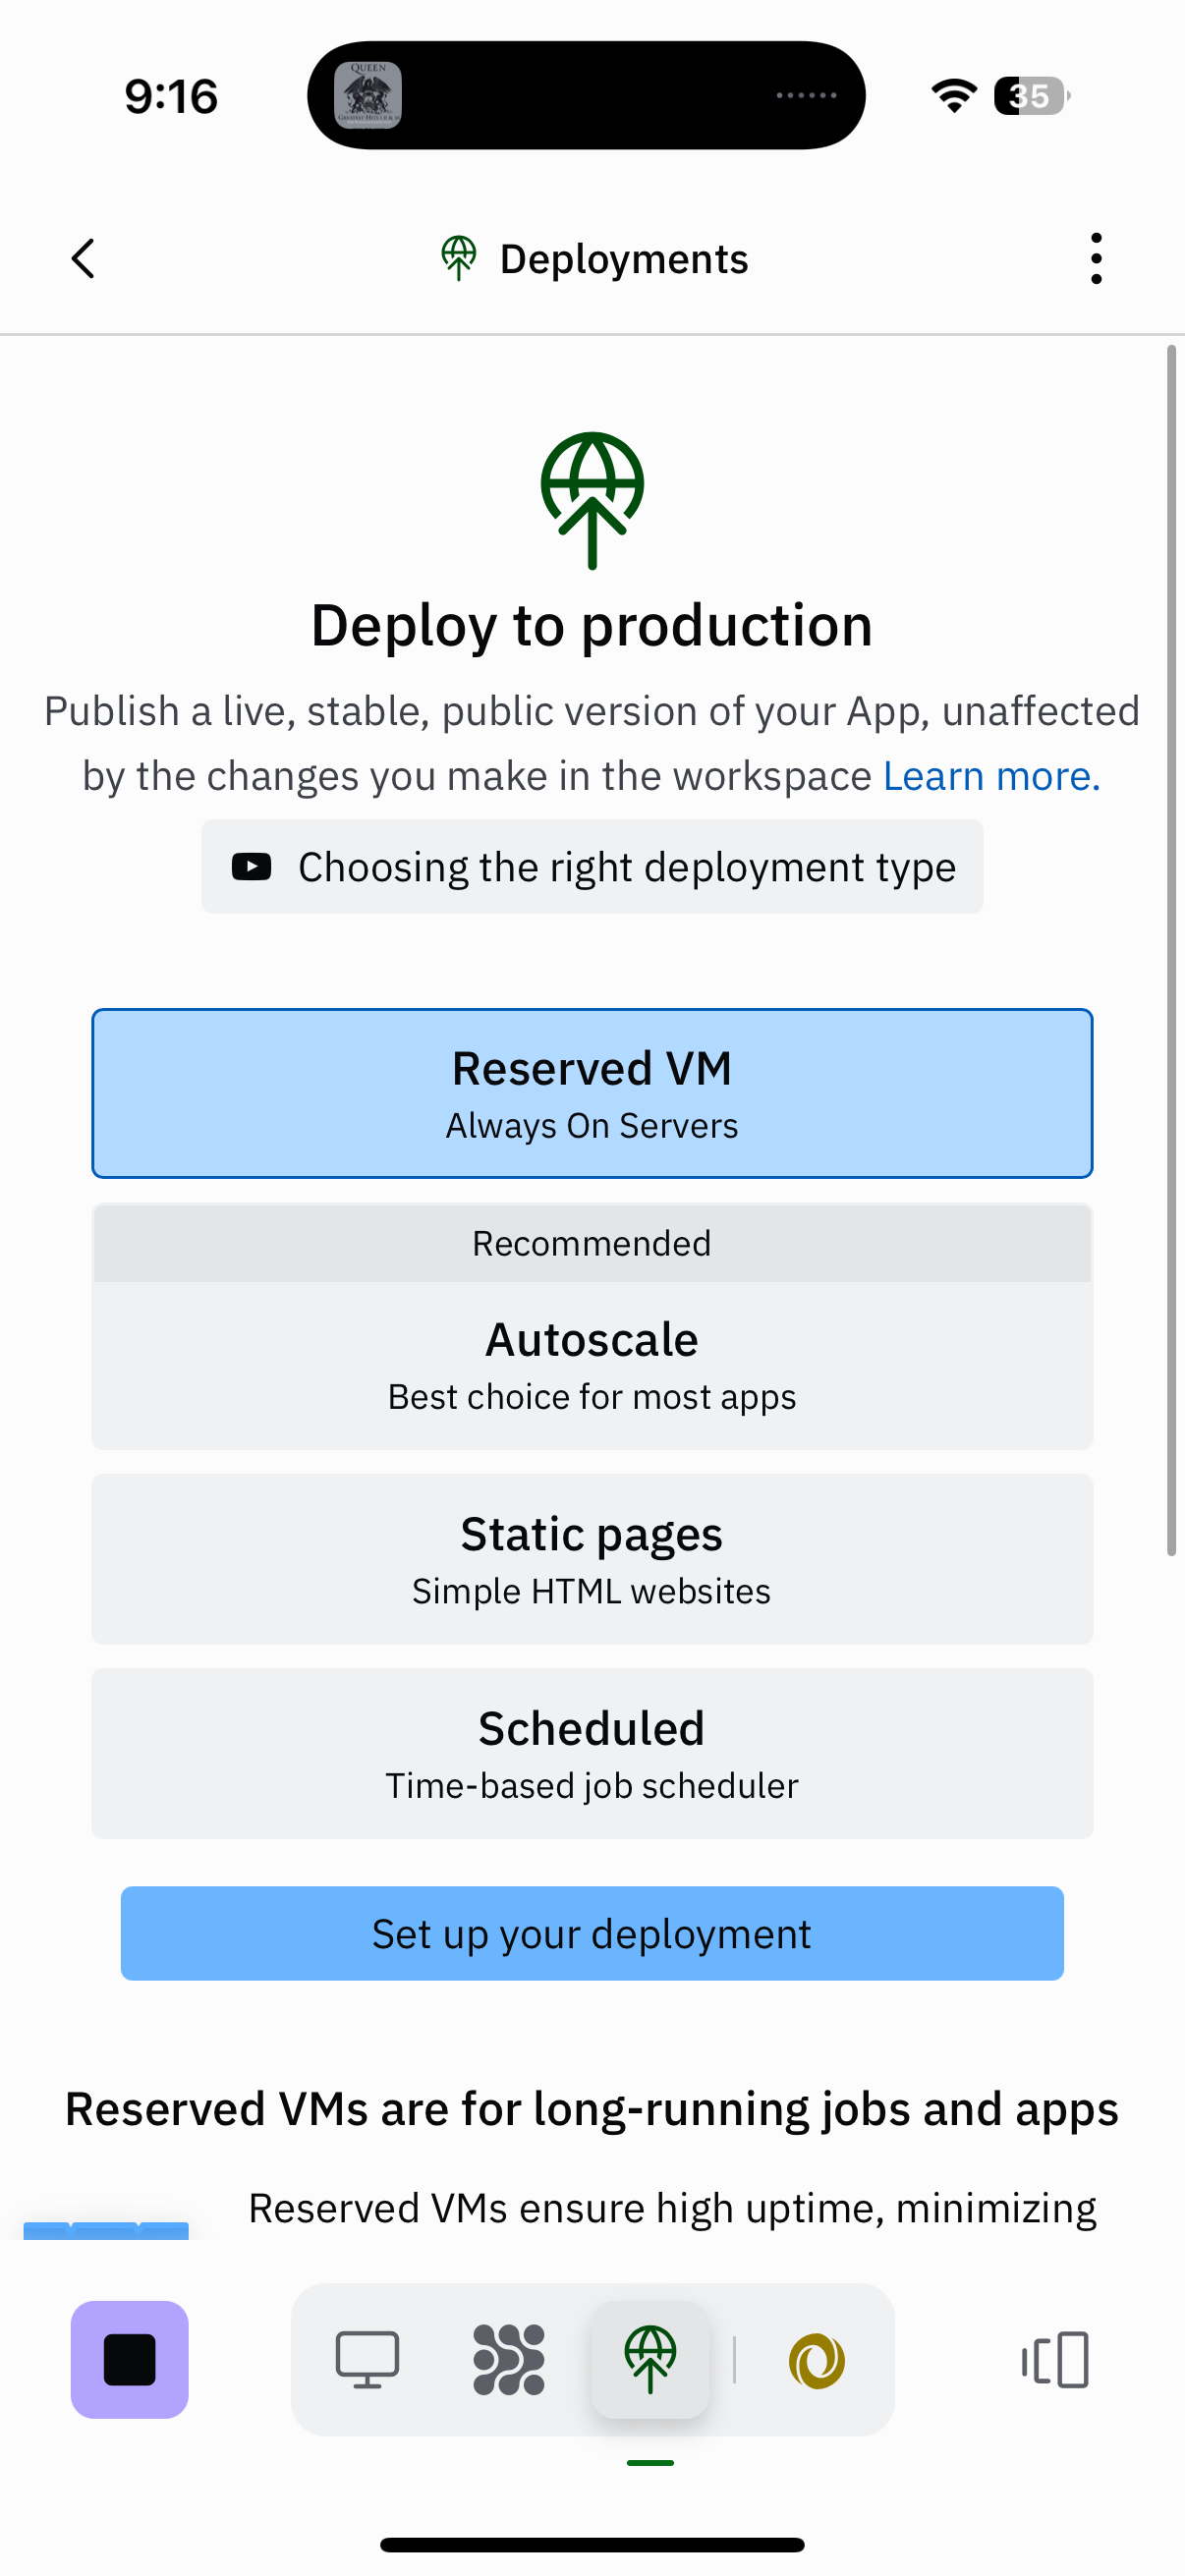 9:16
QUEEN
35
Deployments
Deploy to production
Publish a live, stable, public version of your App, unaffected
by the changes you make in the workspace Learn more.
Choosing the right deployment type
Reserved VM
Always On Servers
Recommended
Autoscale
Best choice for most apps
Static pages
Simple HTML websites
Scheduled
Time-based job scheduler
Set up your deployment
Reserved VMs are for long-running jobs and apps
Reserved VMs ensure high uptime, minimizing